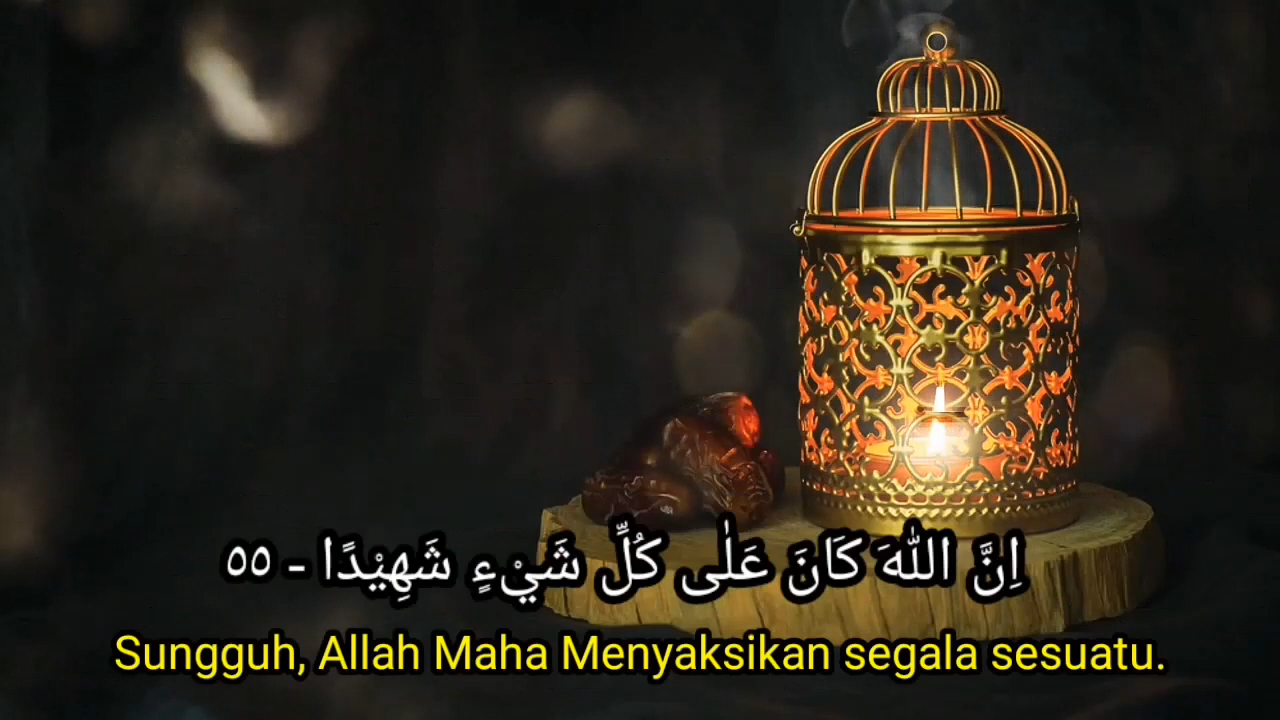 اِنَّ اللّٰهَ كَانَ عَلٰى كُلِّ شَيْءٍ شَهِيْدًا - ٥٥
Sungguh, Allah Maha Menyaksikan segala sesuatu.